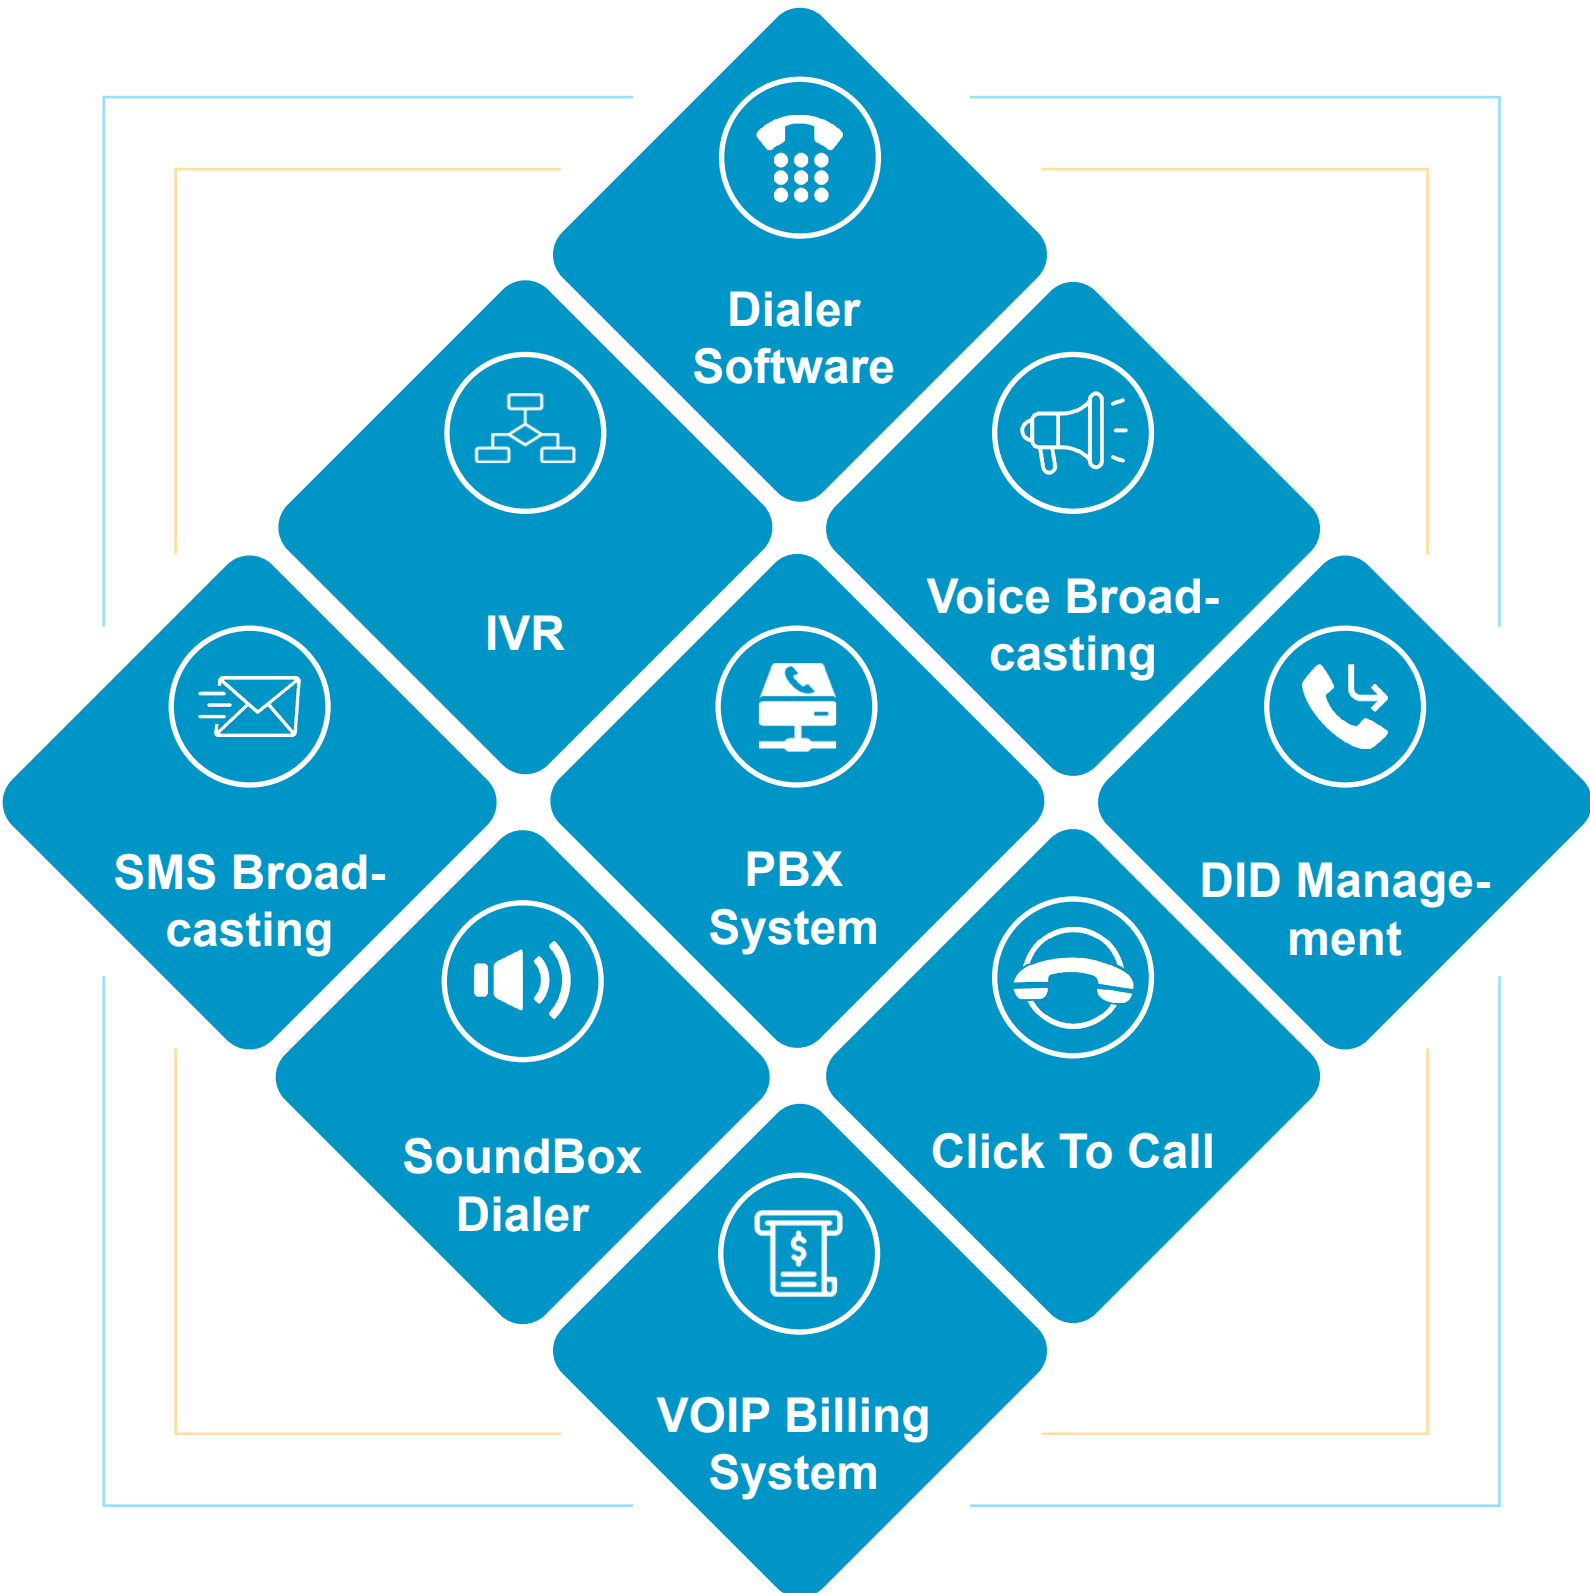 Dialer
Software
IVR
Voice Broad-
casting
SMS Broad-
casting
PBX
System
DID Manage-
ment
SoundBox
Dialer
Click To Call
$
VOIP Billing
System